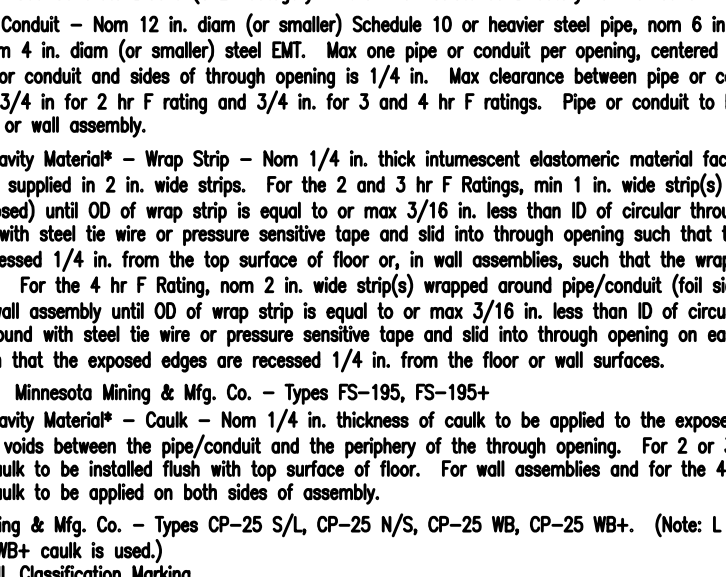 Conduit – Nom 12 in. diam (or smaller) Schedule 10 or heavier steel pipe, nom 6 in
4 in. diam (or smaller) steel EMT. Max one pipe or conduit per opening, centered
or conduit and sides of through opening is 1/4 in. Max clearance between pipe or
3/4 in for 2 hr F rating and 3/4 in. for 3 and 4 hr F ratings. Pipe or conduit to
or wall assembly.
avity Material* – Wrap Strip – Nom 1/4 in. thick intumescent elastomeric material fac
supplied in 2 in. wide strips. For the 2 and 3 hr F Ratings, min 1 in. wide strip(s)
osed) until OD of wrap strip is equal to or max 3/16 in. less than ID of circular throu
with steel tie wire or pressure sensitive tape and slid into through opening such that
essed 1/4 in. from the top surface of floor or, in wall assemblies, such that the wrap
For the 4 hr F Rating, nom 2 in. wide strip(s) wrapped around pipe/conduit (foil si
wall assembly until OD of wrap strip is equal to or max 3/16 in. less than ID of circu
ound with steel tie wire or pressure sensitive tape and slid into through opening on ea
that the exposed edges are recessed 1/4 in. from the floor or wall surfaces.
Minnesota Mining & Mfg. Co. – Types FS–195, FS–195+
avity Material* – Caulk – Nom 1/4 in. thickness of caulk to be applied to the expose
voids between the pipe/conduit and the periphery of the through opening. For 2 or
aulk to be installed flush with top surface of floor. For wall assemblies and for the 4
aulk to be applied on both sides of assembly.
ing & Mfg. Co. – Types CP–25 S/L, CP–25 N/S, CP–25 WB, CP–25 WB+. (Note: L
WB+ caulk is used.)
Classification Marking